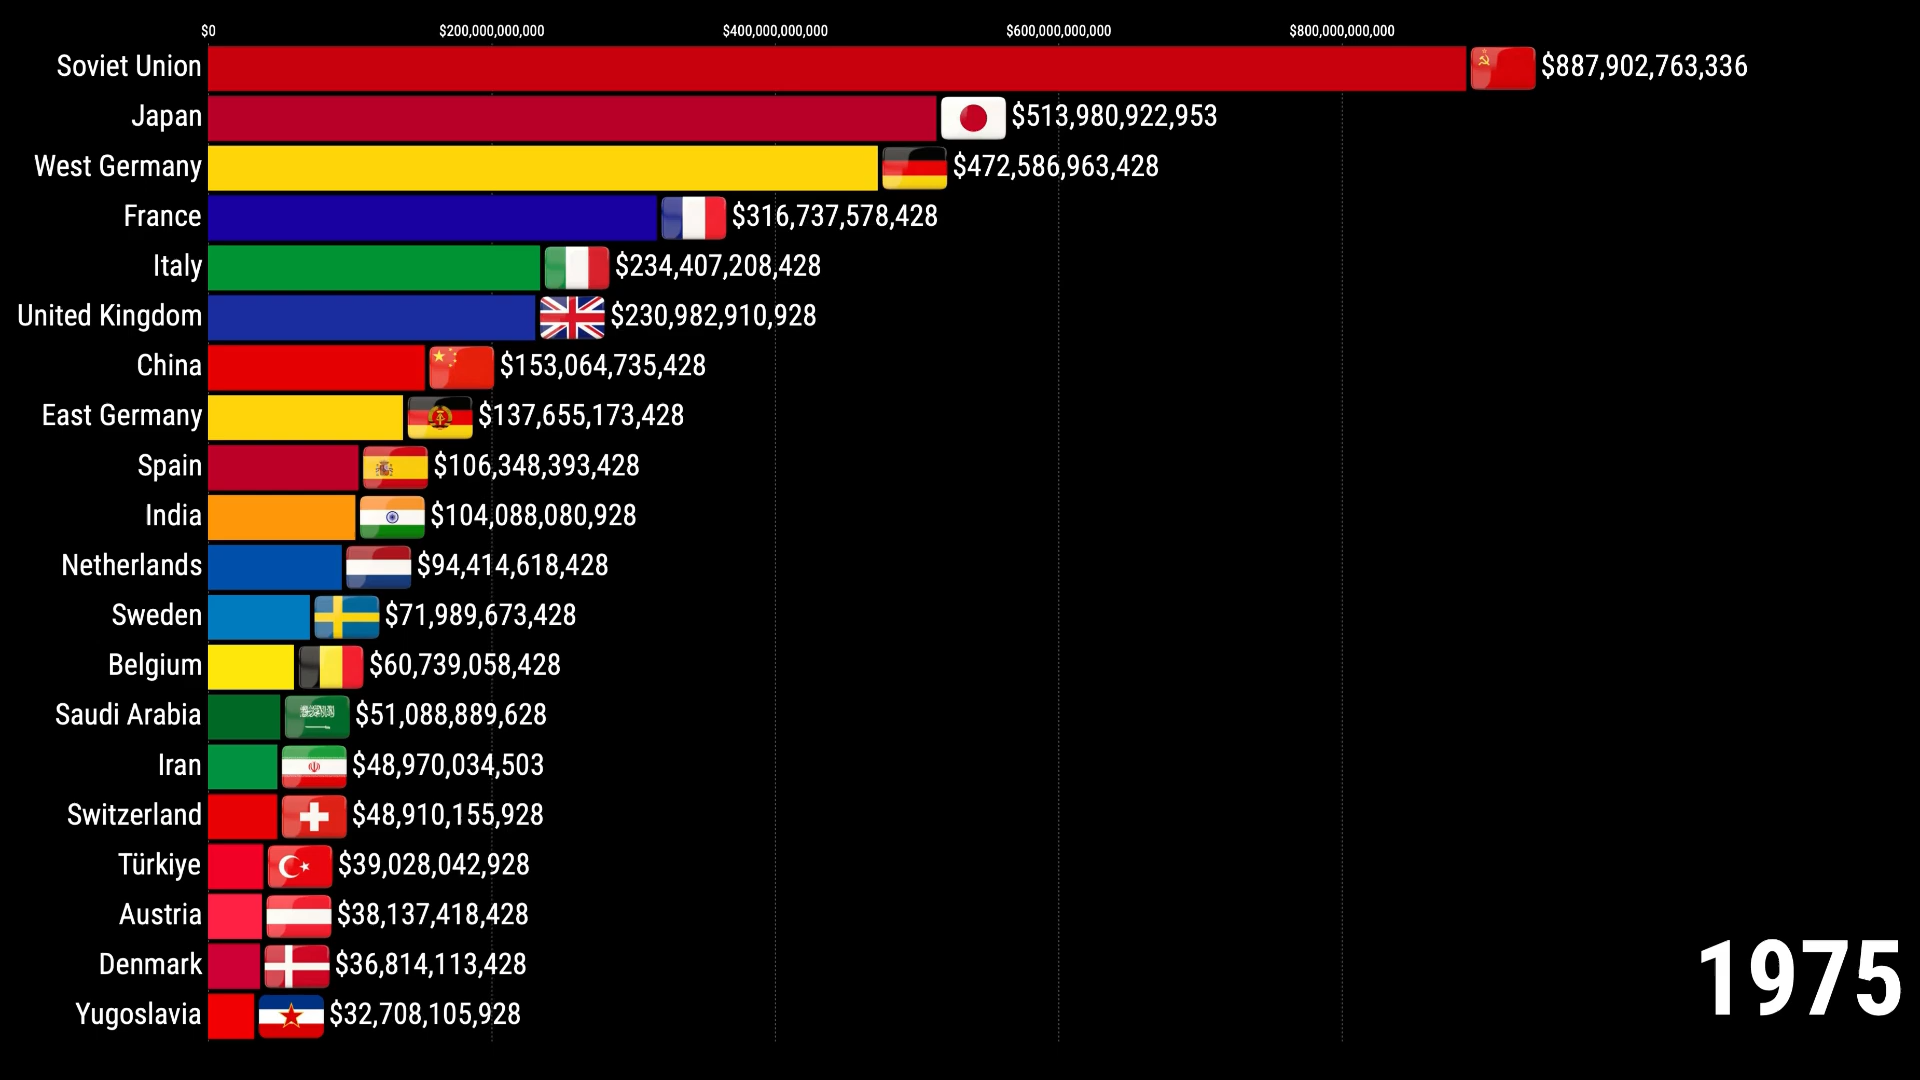 $0 $200,000,000,000 $400,000,000,000 $600,000,000,000 $800,000,000,000
Soviet Union $887,902,763,336
Japan $513,980,922,953
West Germany $472,586,963,428
France $316,737,578,428
Italy $234,407,208,428
United Kingdom $230,982,910,928
China $153,064,735,428
East Germany $137,655,173,428
Spain $106,348,393,428
India $104,088,080,928
Netherlands $94,414,618,428
Sweden $71,989,673,428
Belgium $60,739,058,428
Saudi Arabia $51,088,889,628
Iran $48,970,034,503
Switzerland $48,910,155,928
Türkiye $39,028,042,928
Austria $38,137,418,428
Denmark $36,814,113,428
Yugoslavia $32,708,105,928
1975